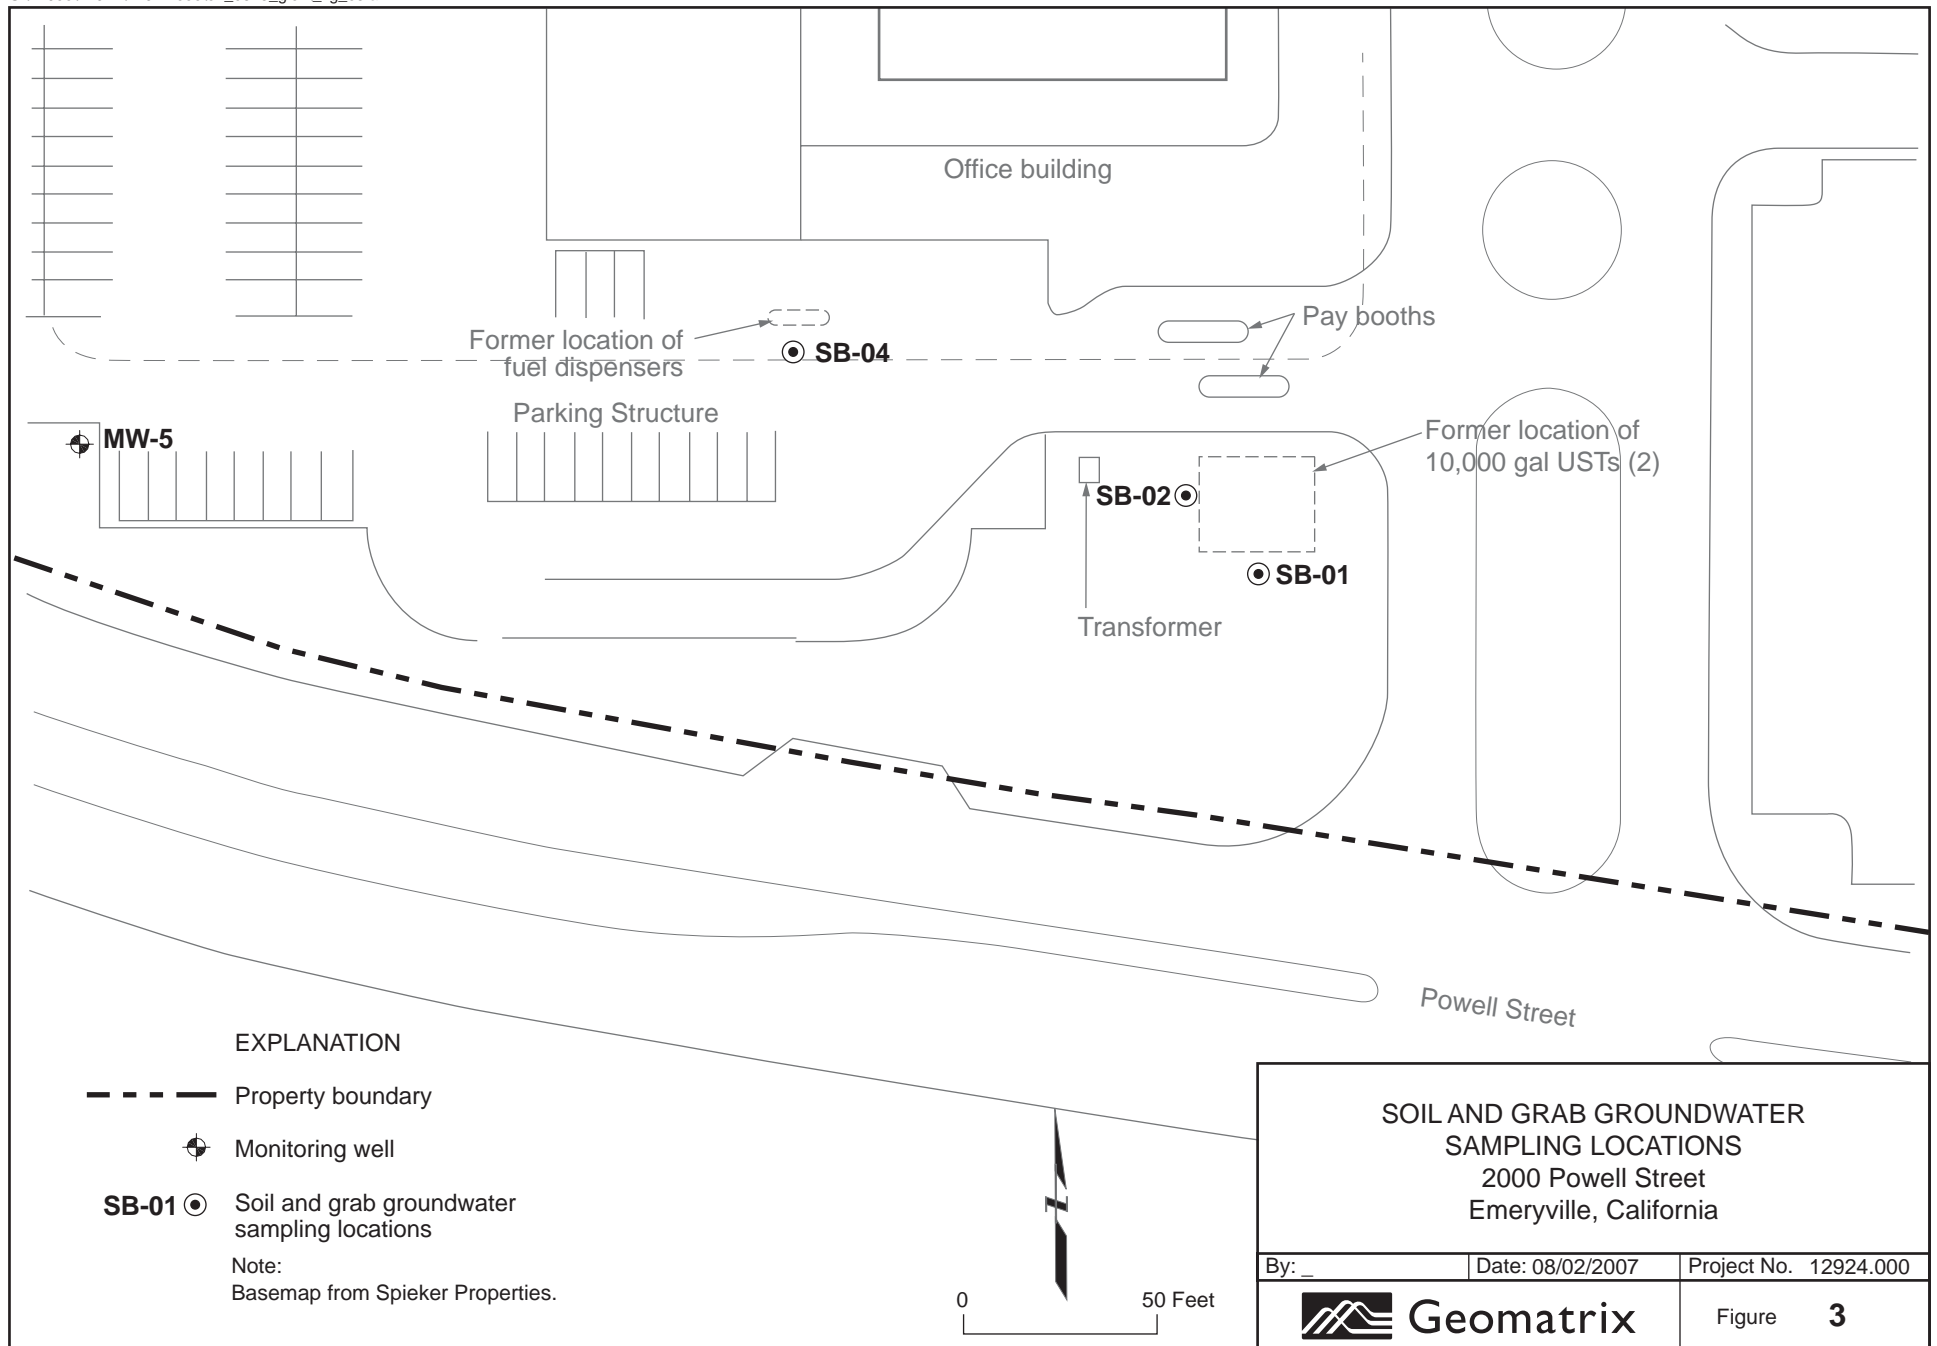 Office building
Pay booths
Former location of
fuel dispensers
SB-04
Parking Structure
MW-5
Former location of
10,000 gal USTs (2)
SB-02
SB-01
Transformer
Powell Street
EXPLANATION
Property boundary
Monitoring well
SB-01
Soil and grab groundwater
sampling locations
Note:
Basemap from Spieker Properties.
0 50 Feet
SOIL AND GRAB GROUNDWATER
SAMPLING LOCATIONS
2000 Powell Street
Emeryville, California
By: _ Date: 08/02/2007 Project No. 12924.000
Geomatrix Figure 3